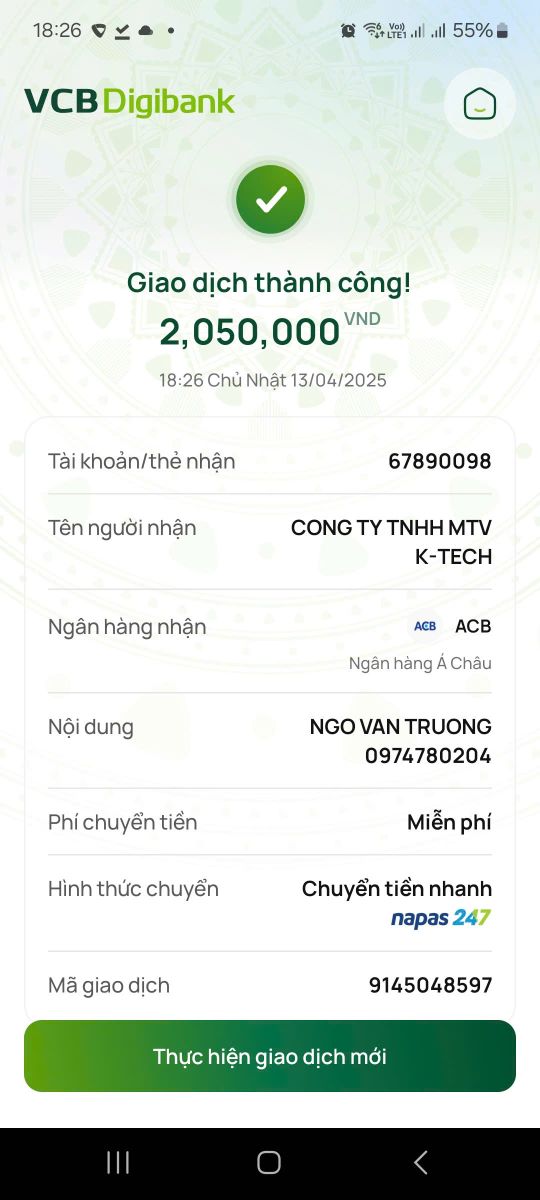 18:26
Vo)) LTE1 55%
VCB Digibank
Giao dịch thành công!
2,050,000 VND
18:26 Chủ Nhật 13/04/2025
Tài khoản/thẻ nhận 67890098
Tên người nhận CONG TY TNHH MTV
K-TECH
Ngân hàng nhận ACB ACB
Ngân hàng Á Châu
Nội dung NGO VAN TRUONG
0974780204
Phí chuyển tiền Miễn phí
Hình thức chuyển Chuyển tiền nhanh
napas 247
Mã giao dịch 9145048597
Thực hiện giao dịch mới